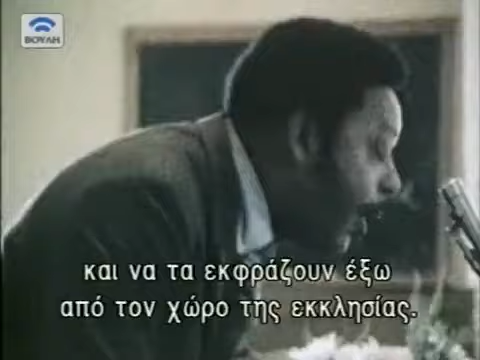 ΒΟΥΛΗ
και να τα εκφράζουν έξω
από τον χώρο της εκκλησίας.